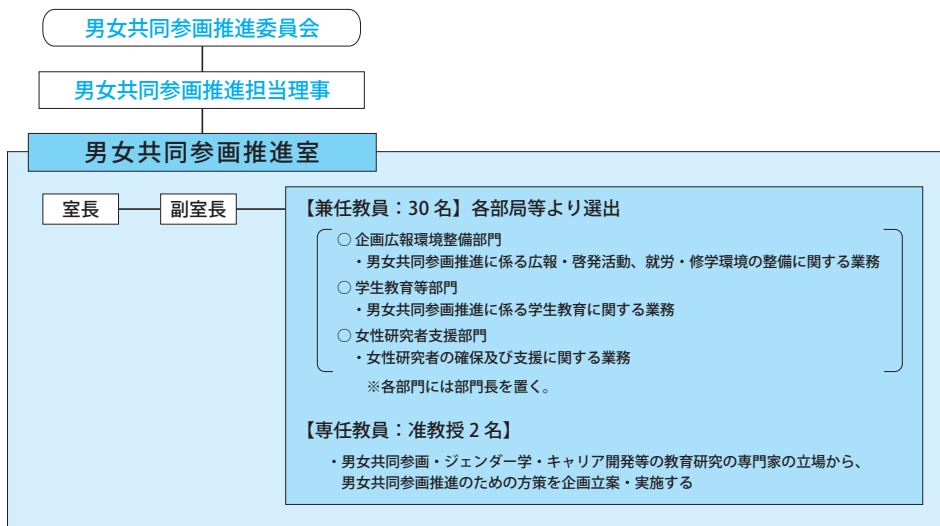 男女共同参画推進委員会
男女共同参画推進担当理事
男女共同参画推進室
室長
副室長
【兼任教員：30 名】各部局等より選出
○ 企画広報環境整備部門
・男女共同参画推進に係る広報・啓発活動、就労・修学環境の整備に関する業務
○ 学生教育等部門
・男女共同参画推進に係る学生教育に関する業務
○ 女性研究者支援部門
・女性研究者の確保及び支援に関する業務
※各部門には部門長を置く。
【専任教員：准教授 2 名】
・男女共同参画・ジェンダー学・キャリア開発等の教育研究の専門家の立場から、
男女共同参画推進のための方策を企画立案・実施する